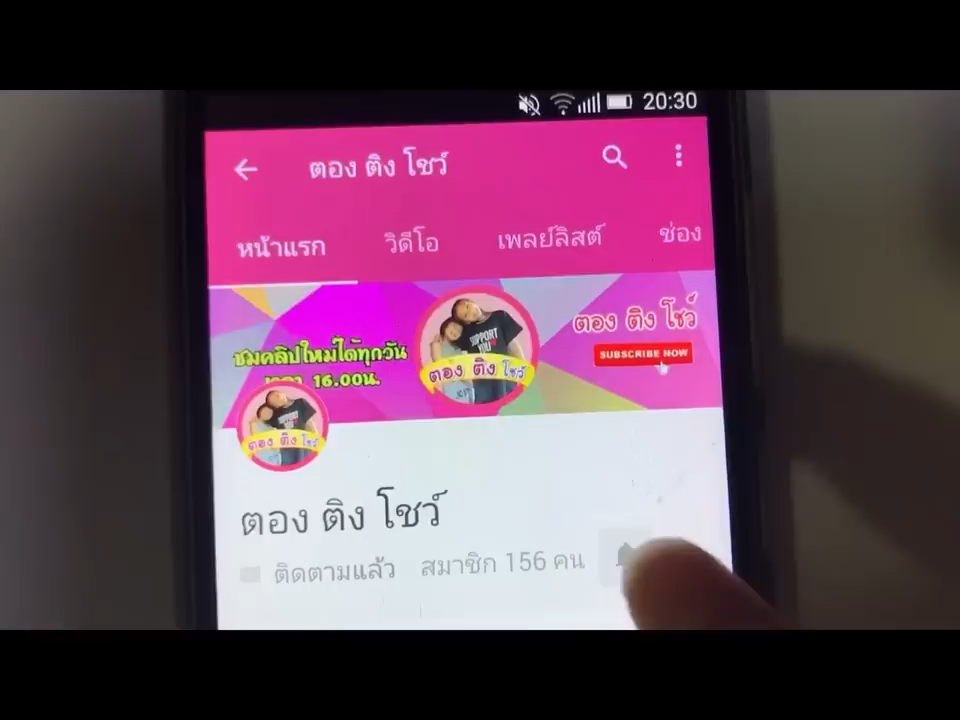 20:30
ตอง ติง โชว์
หน้าแรก วิดีโอ เพลย์ลิสต์ ช่อง
ชมคลิปใหม่ได้ทุกวัน
16.00น.
SUPPORT
YOU
ตอง ติง โชว์
ตอง ติง โชว์
SUBSCRIBE NOW
ตอง ติง โชว์
ตอง ติง โชว์
ติดตามแล้ว สมาชิก 156 คน